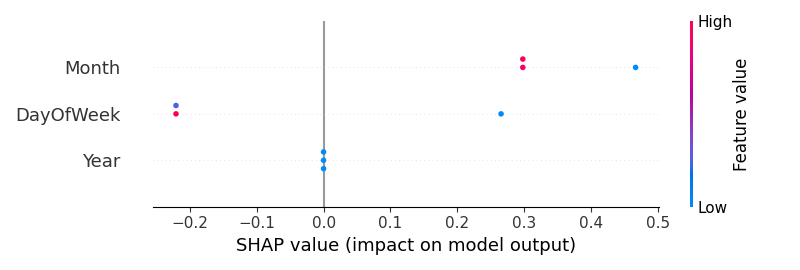 High
Month
DayOfWeek
Year
Feature value
Low
−0.2 −0.1 0.0 0.1 0.2 0.3 0.4 0.5
SHAP value (impact on model output)